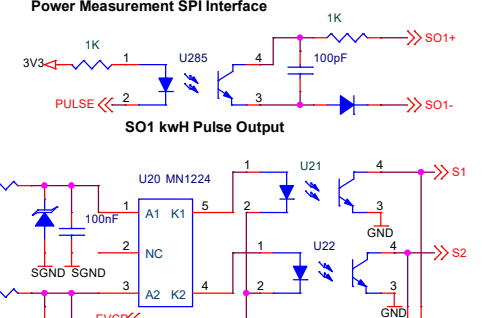 Power Measurement SPI Interface
1K
SO1+
1K
1
U285
4
100pF
3V3
PULSE
2
3
SO1-
SO1 kwH Pulse Output
1
U21
4
S1
U20 MN1224
1
A1
K1
5
2
3
100nF
GND
2
NC
1
U22
4
S2
SGND
SGND
3
A2
K2
4
2
3
GND